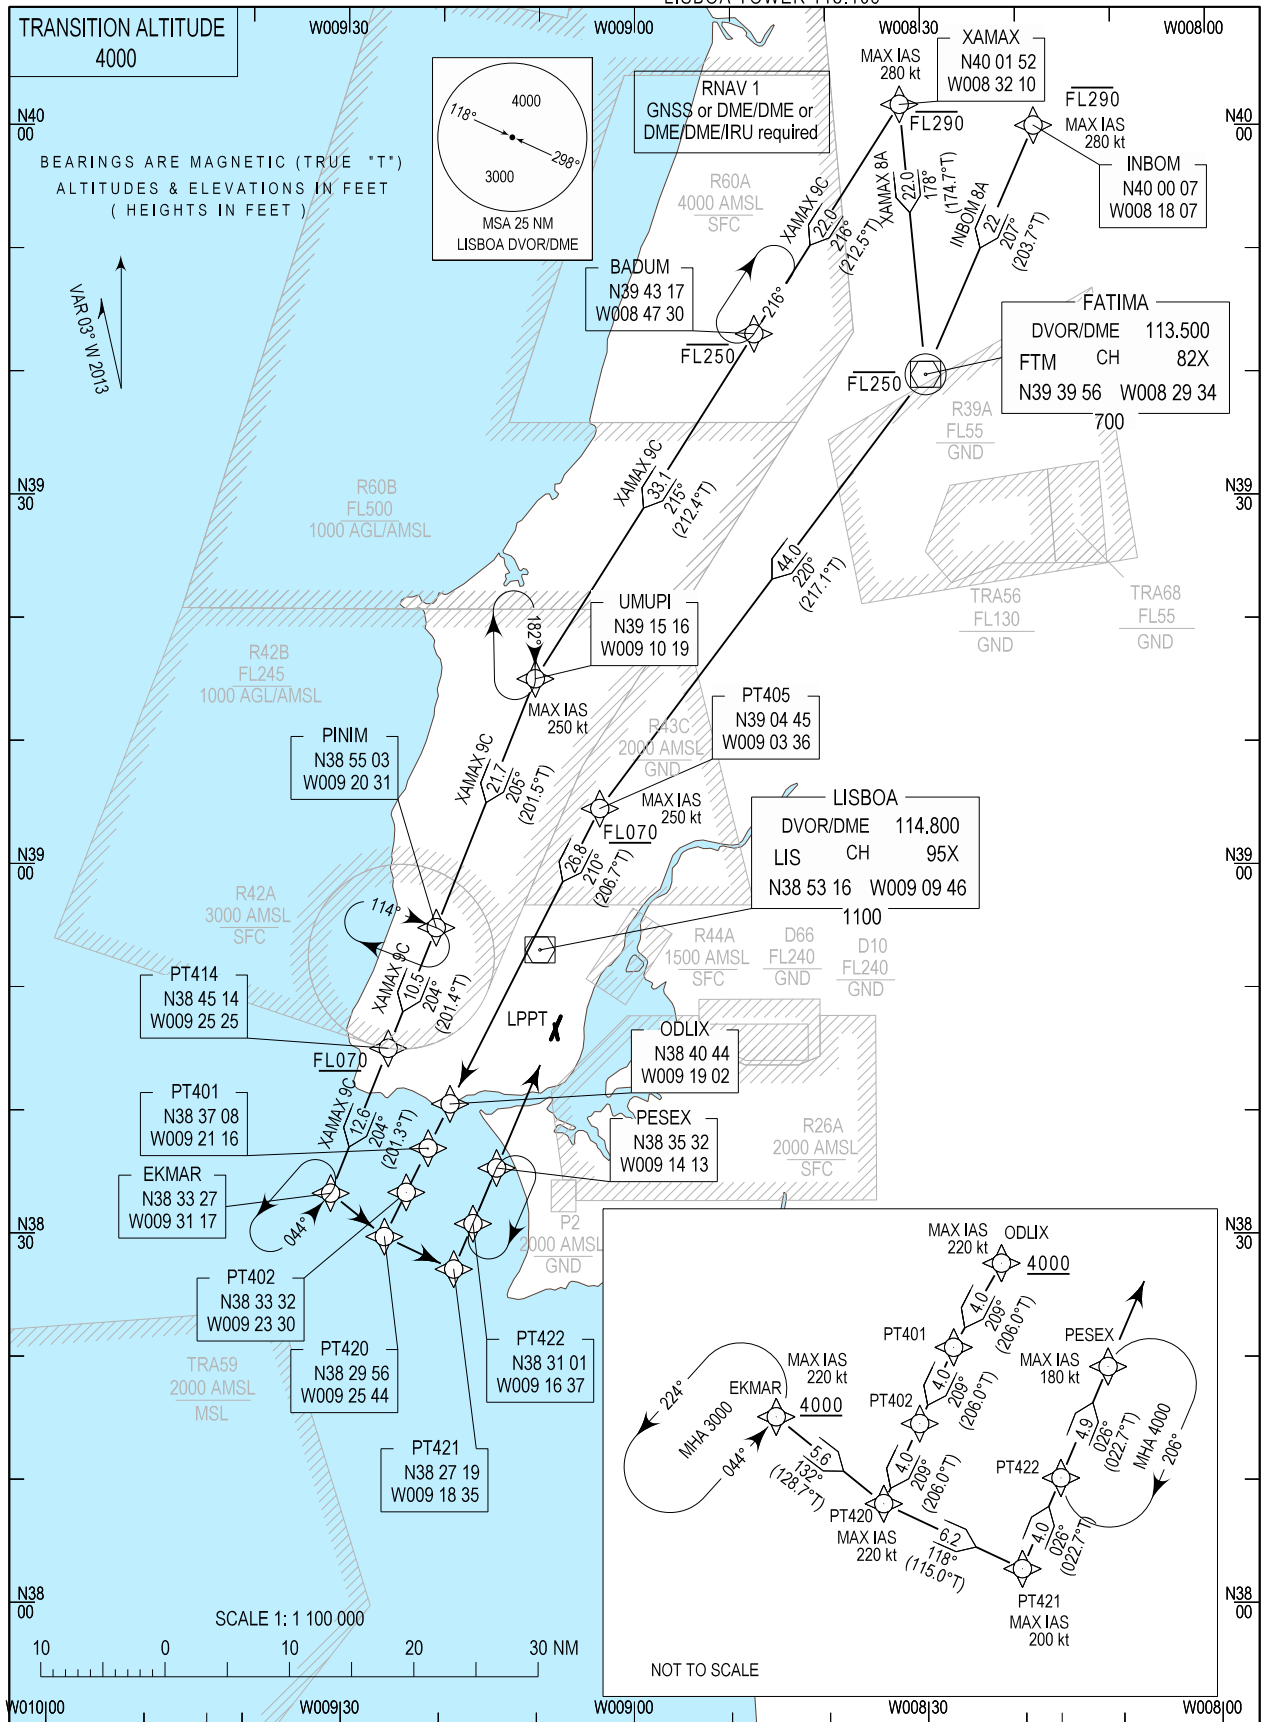 W009 30
W009 00
W008 30
W008 00
TRANSITION ALTITUDE
4000
BEARINGS ARE MAGNETIC (TRUE "T")
ALTITUDES & ELEVATIONS IN FEET
( HEIGHTS IN FEET )
VAR 03° W 2013
118°
4000
298°
3000
MSA 25 NM
LISBOA DVOR/DME
RNAV 1
GNSS or DME/DME or
DME/DME/IRU required
MAX IAS
280 kt
XAMAX
N40 01 52
W008 32 10
FL290
FL290
MAX IAS
280 kt
INBOM
N40 00 07
W008 18 07
N40
00
N40
00
R60A
4000 AMSL
SFC
XAMAX 9C
22.0
216°
(212.5°T)
XAMAX 8A
22.0
178°
(174.7°T)
INBOM 8A
22
207°
(203.7°T)
BADUM
N39 43 17
W008 47 30
216°
FL250
FL250
FATIMA
DVOR/DME 113.500
FTM CH 82X
N39 39 56 W008 29 34
700
R39A
FL55
GND
N39
30
N39
30
R60B
FL500
1000 AGL/AMSL
XAMAX 9C
33.1
215°
(212.4°T)
44.0
220°
(217.1°T)
TRA56
FL130
GND
TRA68
FL55
GND
UMUPI
N39 15 16
W009 10 19
182°
MAX IAS
250 kt
R42B
FL245
1000 AGL/AMSL
PT405
N39 04 45
W009 03 36
R43C
2000 AMSL
GND
PINIM
N38 55 03
W009 20 31
XAMAX 9C
21.7
205°
(201.5°T)
MAX IAS
250 kt
FL070
26.8
210°
(206.7°T)
LISBOA
DVOR/DME 114.800
LIS CH 95X
N38 53 16 W009 09 46
1100
N39
00
N39
00
R42A
3000 AMSL
SFC
114°
R44A
1500 AMSL
SFC
D66
FL240
GND
D10
FL240
GND
XAMAX 9C
10.5
204°
(201.4°T)
PT414
N38 45 14
W009 25 25
LPPT
FL070
ODLIX
N38 40 44
W009 19 02
PT401
N38 37 08
W009 21 16
XAMAX 9C
12.6
204°
(201.3°T)
PESEX
N38 35 32
W009 14 13
R26A
2000 AMSL
SFC
EKMAR
N38 33 27
W009 31 17
044°
P2
2000 AMSL
GND
N38
30
N38
30
PT402
N38 33 32
W009 23 30
PT420
N38 29 56
W009 25 44
PT422
N38 31 01
W009 16 37
PT421
N38 27 19
W009 18 35
TRA59
2000 AMSL
MSL
MAX IAS
220 kt
ODLIX
4000
4.0
209°
(206.0°T)
PT401
4.0
209°
(206.0°T)
PT402
4.0
209°
(206.0°T)
MAX IAS
220 kt
EKMAR
4000
224°
MHA 3000
044°
5.6
132°
(128.7°T)
PT420
MAX IAS
220 kt
6.2
118°
(115.0°T)
PT421
MAX IAS
200 kt
4.0
026°
(022.7°T)
PT422
4.9
026°
(022.7°T)
PESEX
MAX IAS
180 kt
MHA 4000
206°
NOT TO SCALE
N38
00
N38
00
SCALE 1: 1 100 000
10 0 10 20 30 NM
W010 00
W009 30
W009 00
W008 30
W008 00